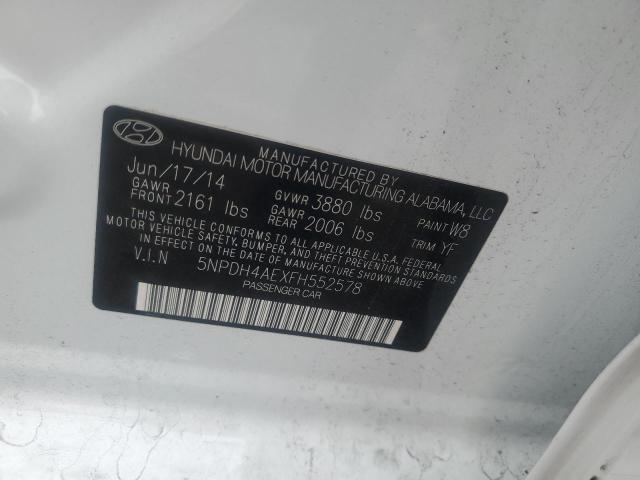 MANUFACTURED BY
HYUNDAI MOTOR MANUFACTURING ALABAMA, LLC
Jun/17/14 GVWR 3880 lbs PAINT W8
GAWR FRONT 2161 lbs GAWR REAR 2006 lbs TRIM YF
THIS VEHICLE CONFORMS TO ALL APPLICABLE U.S.A. FEDERAL
MOTOR VEHICLE SAFETY, BUMPER, AND THEFT PREVENTION STANDARDS
IN EFFECT ON THE DATE OF MANUFACTURE SHOWN ABOVE
V.I.N 5NPDH4AEXFH552578
PASSENGER CAR